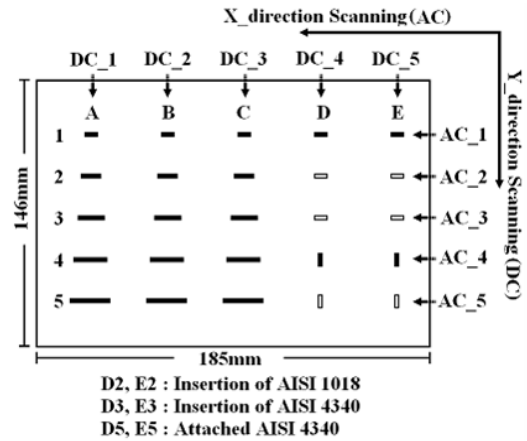 X_direction Scanning(AC)
DC_1 DC_2 DC_3 DC_4 DC_5
A B C D E
1 AC_1
2 AC_2
3 AC_3
4 AC_4
5 AC_5
146mm
Y_direction Scanning(DC)
185mm
D2, E2 : Insertion of AISI 1018
D3, E3 : Insertion of AISI 4340
D5, E5 : Attached AISI 4340